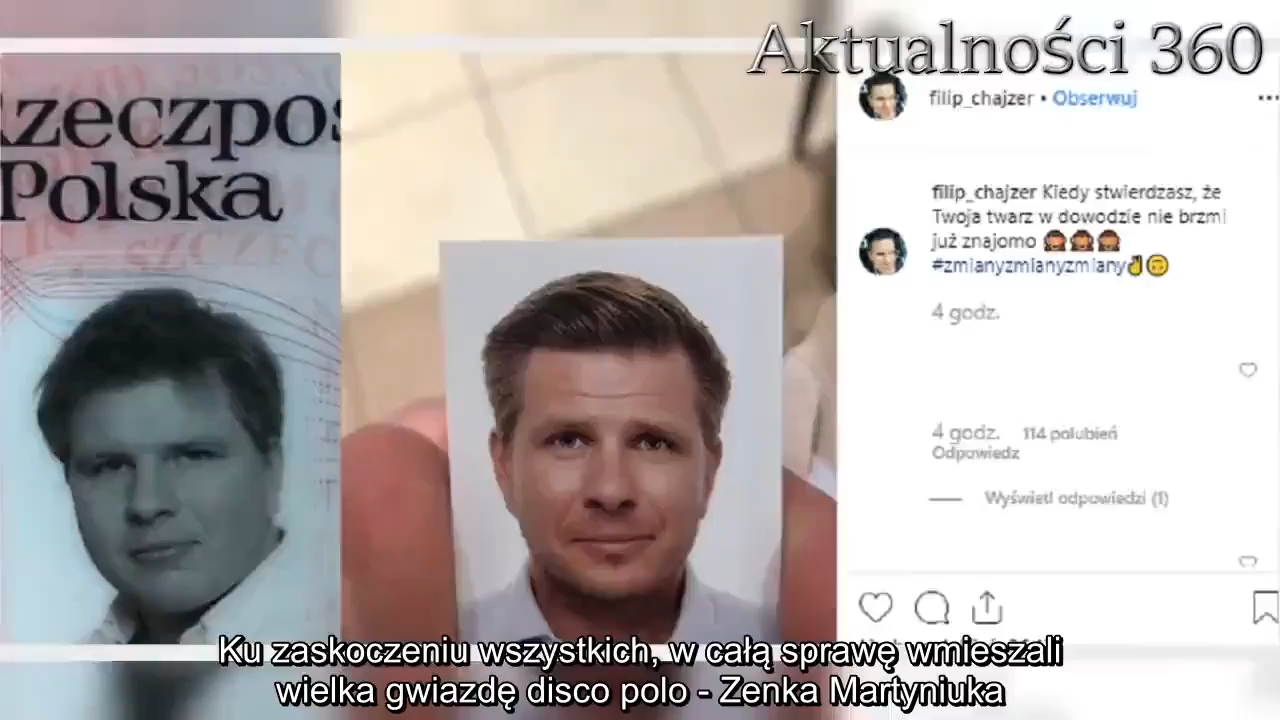 Aktualności 360
zeczpos
Polska
SZCZEC
filip_chajzer • Obserwuj
filip_chajzer Kiedy stwierdzasz, że
Twoja twarz w dowodzie nie brzmi
już znajomo 🙈🙈🙈
#zmianyzmianyzmiany✌️🙃
4 godz.
4 godz. 114 polubień
Odpowiedz
Wyświetl odpowiedzi (1)
Ku zaskoczeniu wszystkich, w całą sprawę wmieszali
wielka gwiazdę disco polo - Zenka Martyniuka